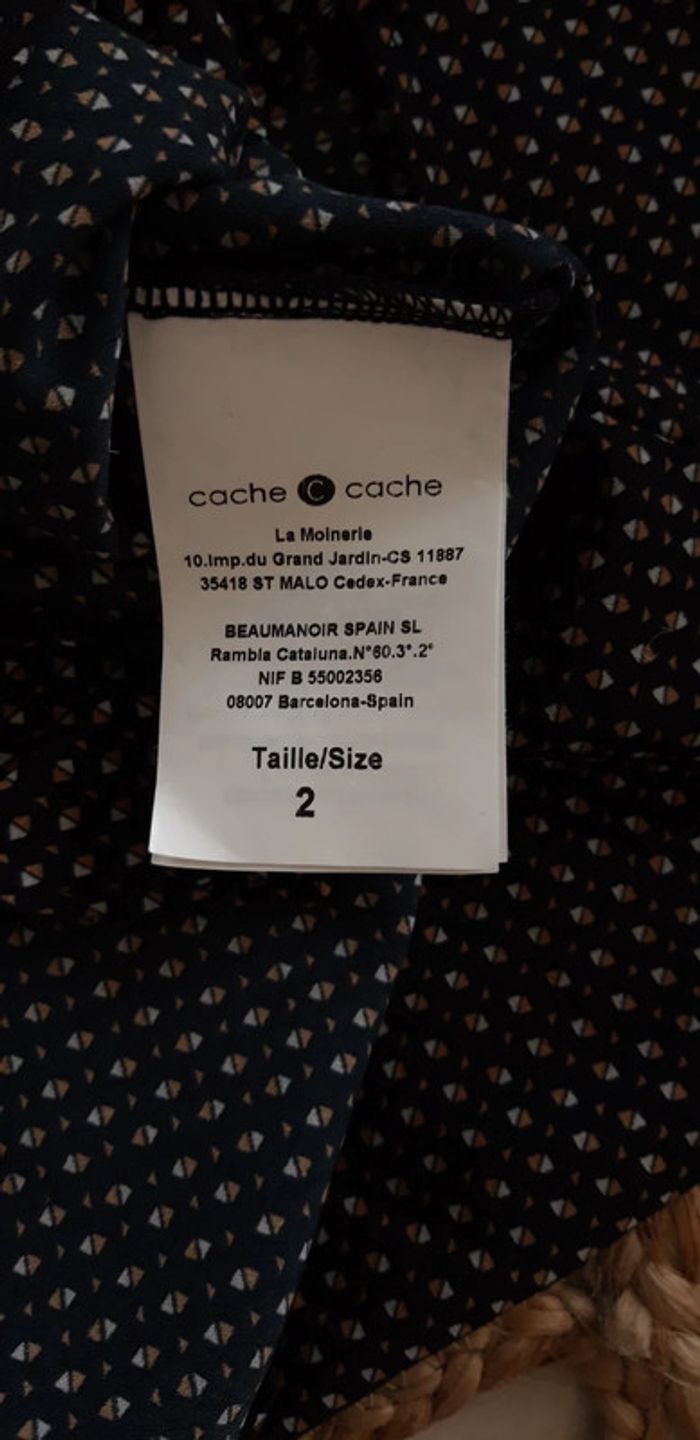 cache C cache
La Moinerie
10.Imp.du Grand Jardin-CS 11887
35418 ST MALO Cedex-France
BEAUMANOIR SPAIN SL
Rambla Cataluna.N°60.3°.2°
NIF B 55002356
08007 Barcelona-Spain
Taille/Size
2